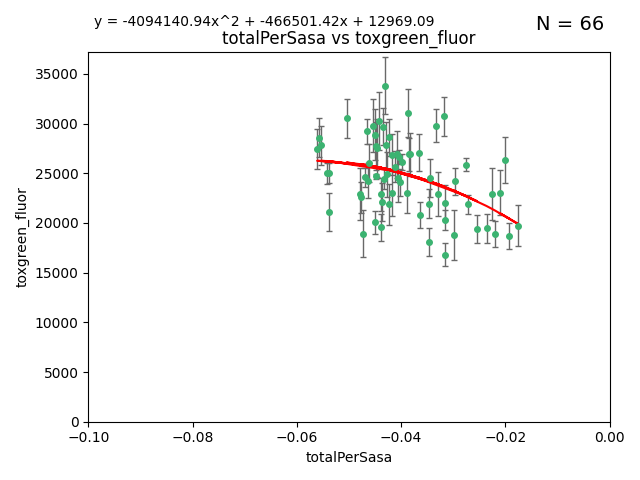 y = -4094140.94x^2 + -466501.42x + 12969.09
N = 66
totalPerSasa vs toxgreen_fluor
35000
30000
25000
20000
15000
10000
5000
0
toxgreen_fluor
−0.10
−0.08
−0.06
−0.04
−0.02
0.00
totalPerSasa